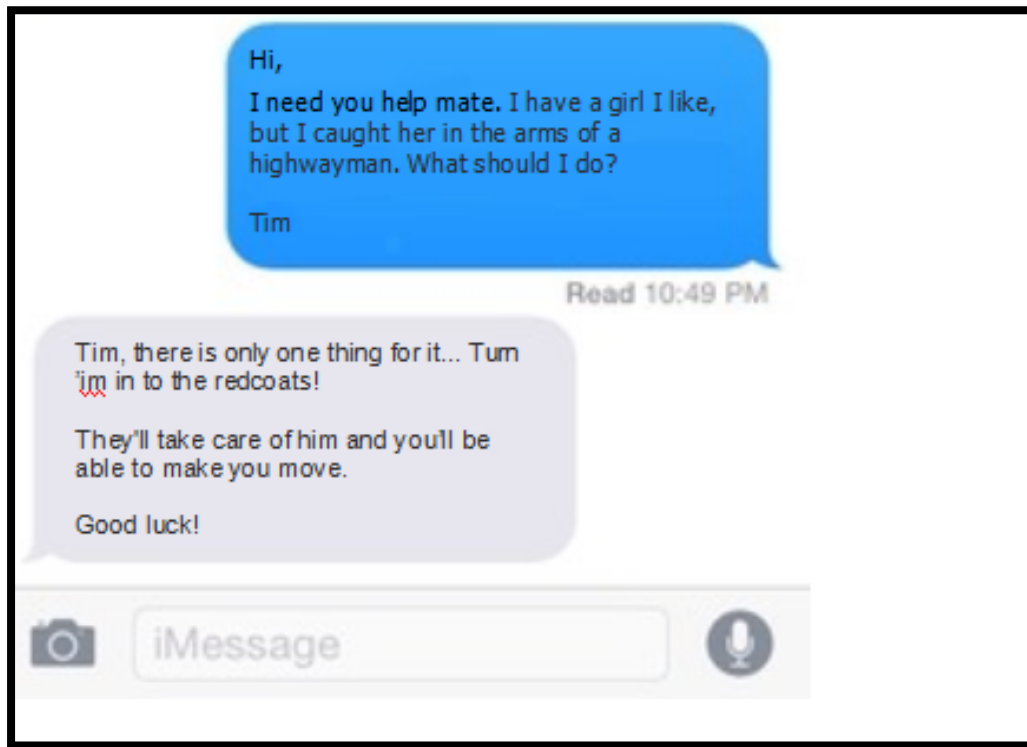 Hi,
I need you help mate. I have a girl I like,
but I caught her in the arms of a
highwayman. What should I do?
Tim
Read 10:49 PM
Tim, there is only one thing for it... Turn
'im in to the redcoats!
They'll take care of him and you'll be
able to make you move.
Good luck!
iMessage